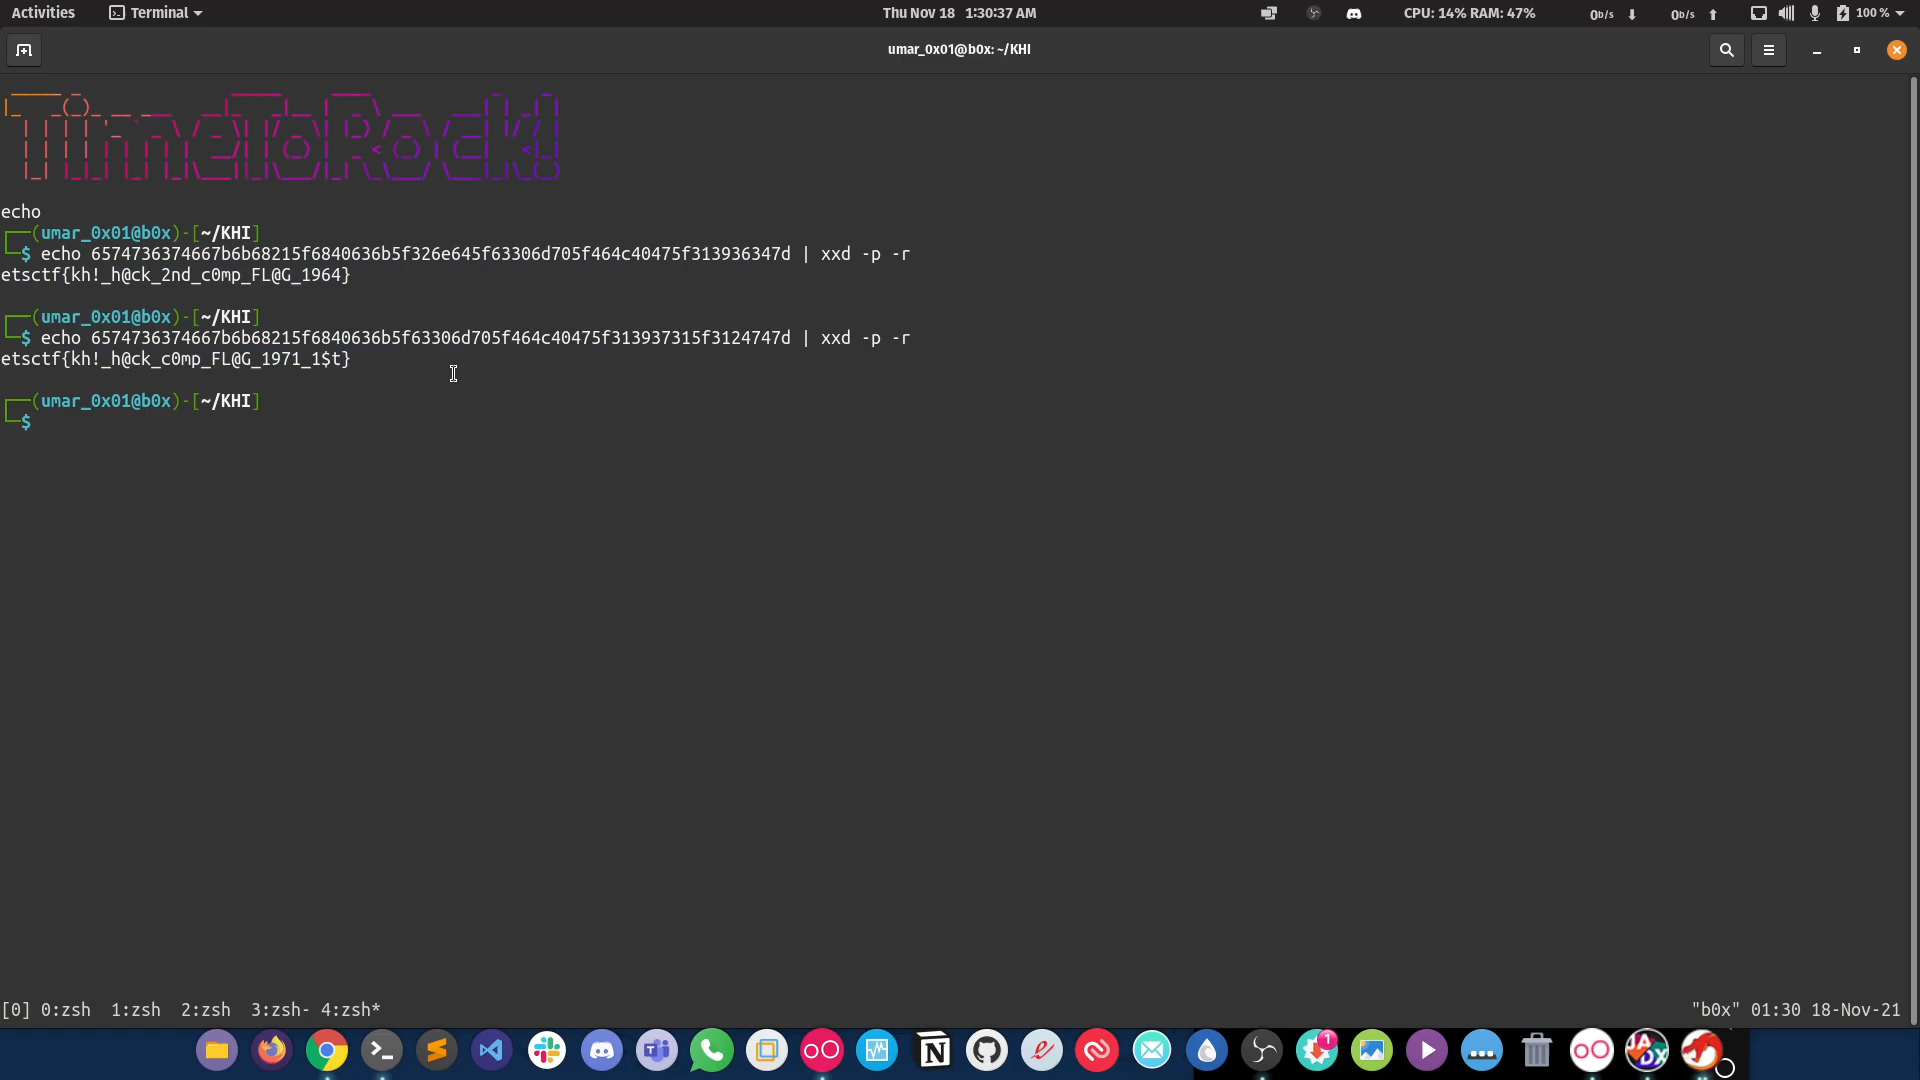 Activities Terminal Thu Nov 18 1:30:37 AM CPU: 14% RAM: 47% 0b/s 0b/s 100 %
umar_0x01@b0x: ~/KHI
TimeToRock!
echo
(umar_0x01@b0x)-[~/KHI]
$ echo 6574736374667b6b68215f6840636b5f326e645f63306d705f464c40475f313936347d | xxd -p -r
etsctf{kh!_h@ck_2nd_c0mp_FL@G_1964}
(umar_0x01@b0x)-[~/KHI]
$ echo 6574736374667b6b68215f6840636b5f63306d705f464c40475f313937315f3124747d | xxd -p -r
etsctf{kh!_h@ck_c0mp_FL@G_1971_1$t}
(umar_0x01@b0x)-[~/KHI]
$
[0] 0:zsh 1:zsh 2:zsh 3:zsh- 4:zsh* "b0x" 01:30 18-Nov-21